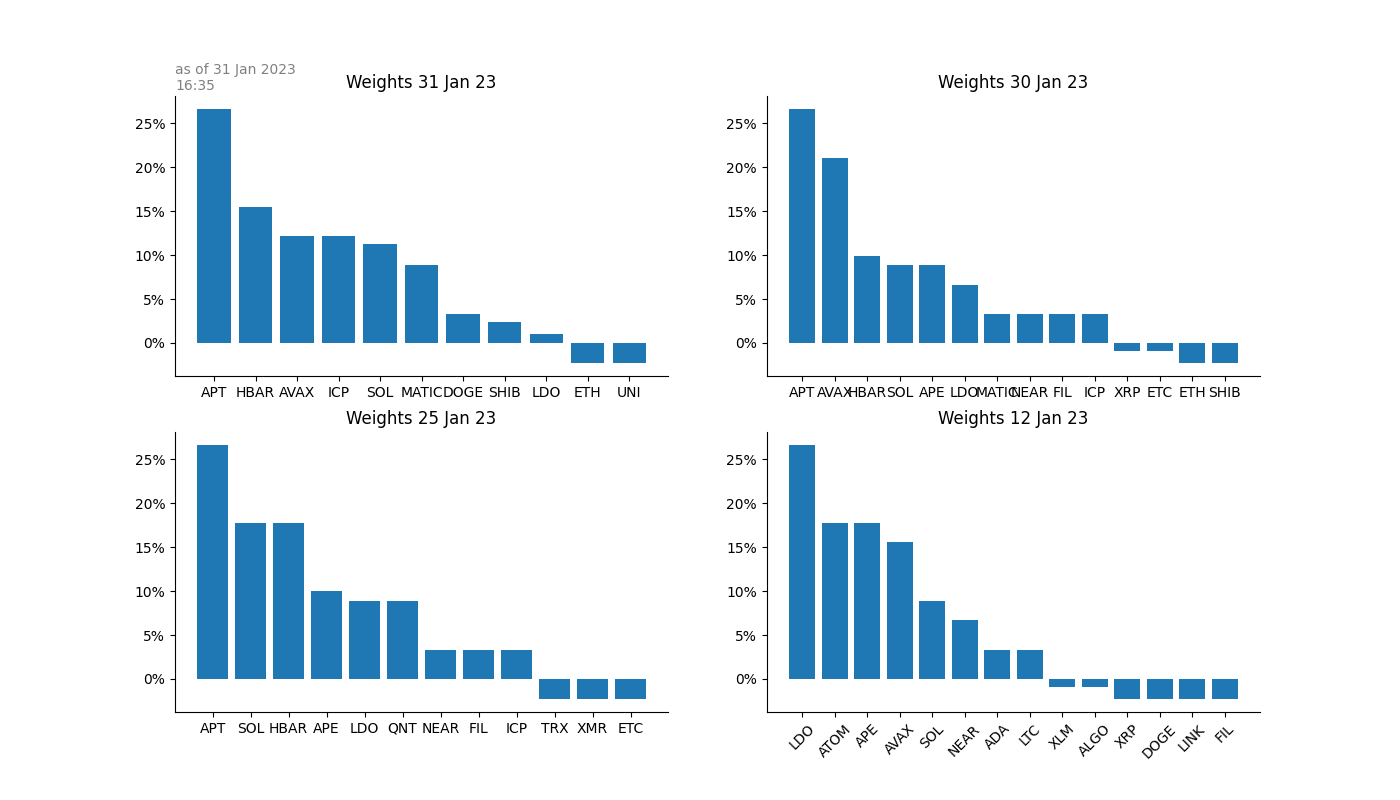 as of 31 Jan 2023
16:35
Weights 31 Jan 23
25%
20%
15%
10%
5%
0%
APT HBAR AVAX ICP SOL MATIC DOGE SHIB LDO ETH UNI
Weights 30 Jan 23
25%
20%
15%
10%
5%
0%
APT AVAX HBAR SOL APE LDO MATIC NEAR FIL ICP XRP ETC ETH SHIB
Weights 25 Jan 23
25%
20%
15%
10%
5%
0%
APT SOL HBAR APE LDO QNT NEAR FIL ICP TRX XMR ETC
Weights 12 Jan 23
25%
20%
15%
10%
5%
0%
LDO ATOM APE AVAX SOL NEAR ADA LTC XLM ALGO XRP DOGE LINK FIL